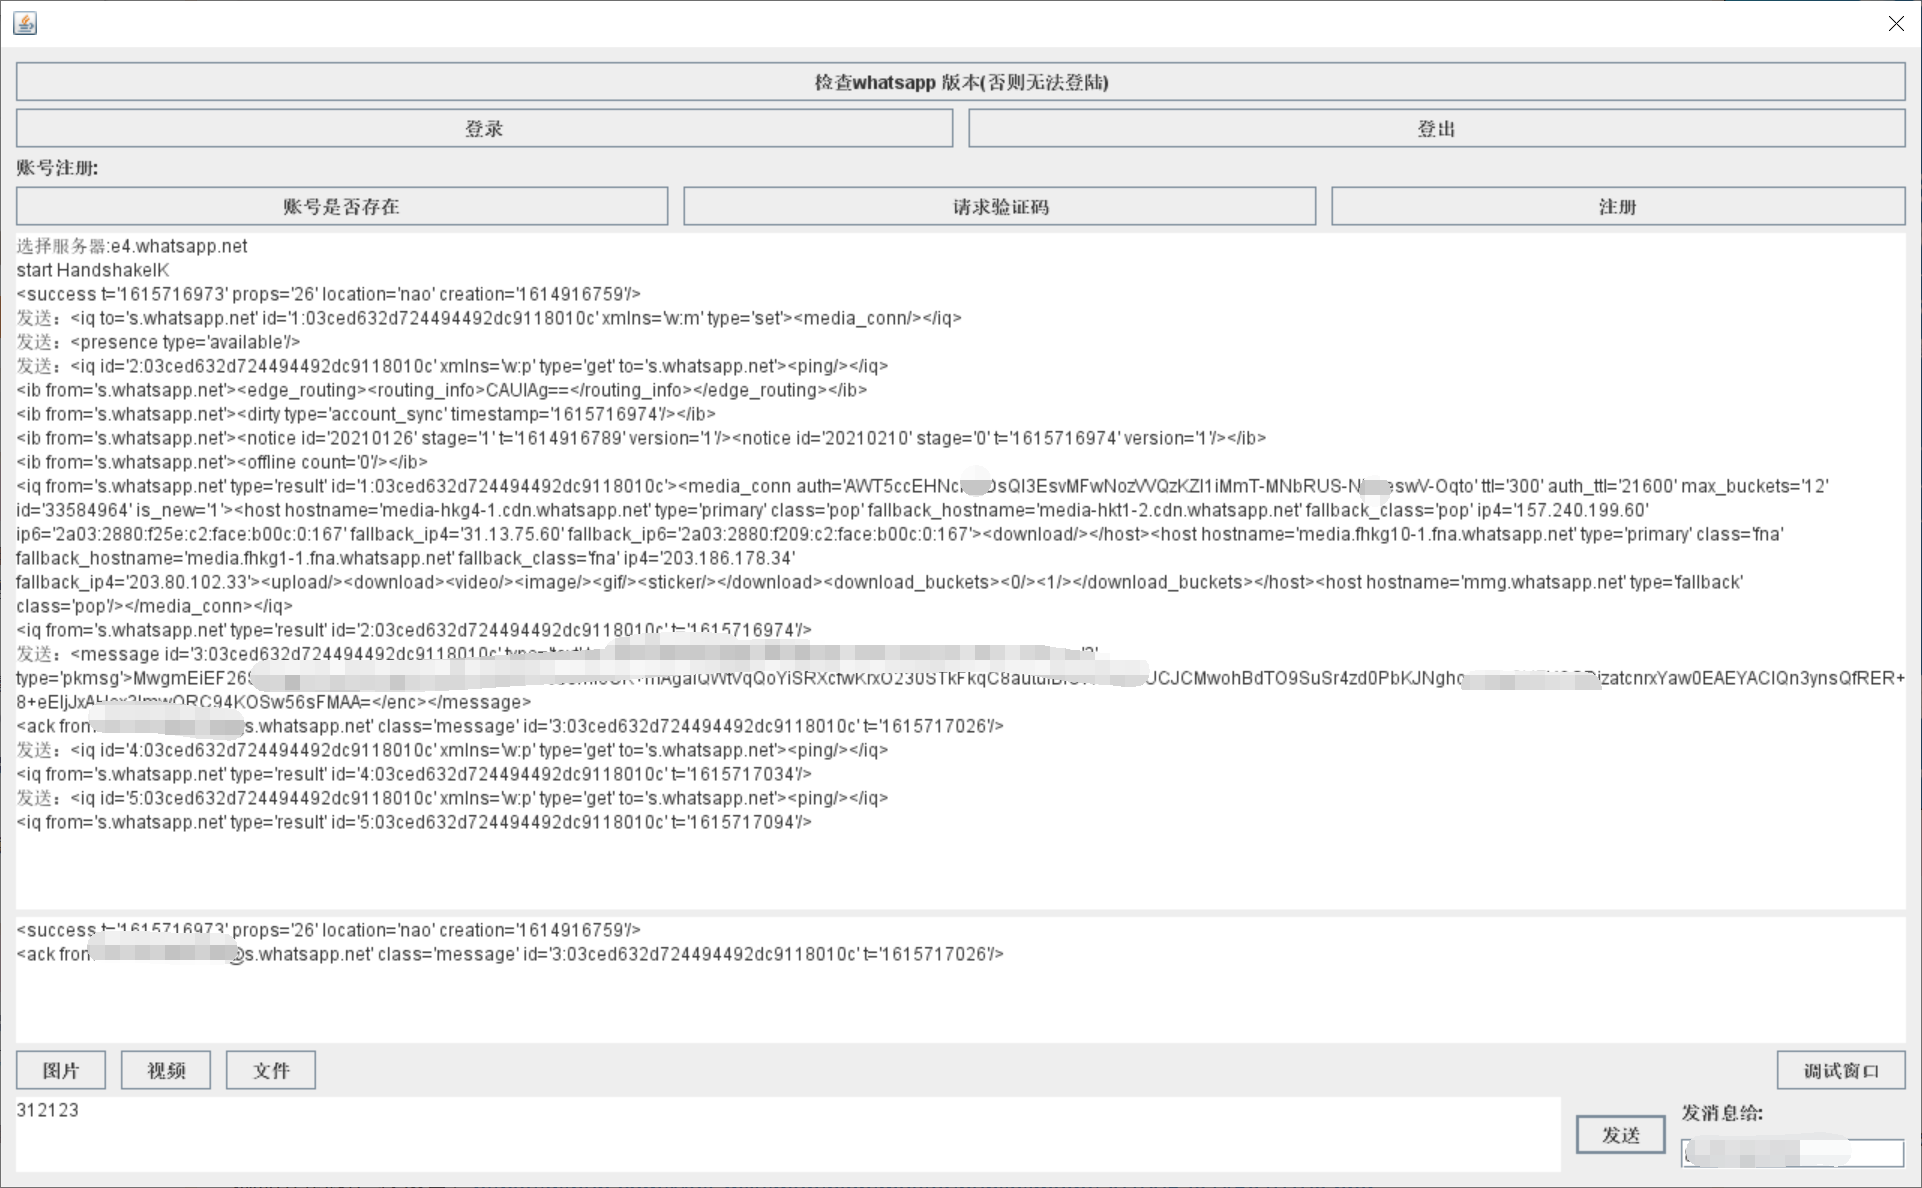 检查whatsapp 版本(否则无法登陆)
登录
登出
账号注册:
账号是否存在
请求验证码
注册
选择服务器:e4.whatsapp.net
start HandshakeIK
<success t='1615716973' props='26' location='nao' creation='1614916759'/>
发送：<iq to='s.whatsapp.net' id='1:03ced632d724494492dc9118010c' xmlns='w:m' type='set'><media_conn/></iq>
发送：<presence type='available'/>
发送：<iq id='2:03ced632d724494492dc9118010c' xmlns='w:p' type='get' to='s.whatsapp.net'><ping/></iq>
<ib from='s.whatsapp.net'><edge_routing><routing_info>CAUIAg==</routing_info></edge_routing></ib>
<ib from='s.whatsapp.net'><dirty type='account_sync' timestamp='1615716974'/></ib>
<ib from='s.whatsapp.net'><notice id='20210126' stage='1' t='1614916789' version='1'/><notice id='20210210' stage='0' t='1615716974' version='1'/></ib>
<ib from='s.whatsapp.net'><offline count='0'/></ib>
<iq from='s.whatsapp.net' type='result' id='1:03ced632d724494492dc9118010c'><media_conn auth='AWT5ccEHNc DsQI3EsvMFwNozVVQzKZI1iMmT-MNbRUS-N eswV-Oqto' ttl='300' auth_ttl='21600' max_buckets='12'
id='33584964' is_new='1'><host hostname='media-hkg4-1.cdn.whatsapp.net' type='primary' class='pop' fallback_hostname='media-hkt1-2.cdn.whatsapp.net' fallback_class='pop' ip4='157.240.199.60'
ip6='2a03:2880:f25e:c2:face:b00c:0:167' fallback_ip4='31.13.75.60' fallback_ip6='2a03:2880:f209:c2:face:b00c:0:167'><download/></host><host hostname='media.fhkg10-1.fna.whatsapp.net' type='primary' class='fna'
fallback_hostname='media.fhkg1-1.fna.whatsapp.net' fallback_class='fna' ip4='203.186.178.34'
fallback_ip4='203.80.102.33'><upload/><download><video/><image/><gif/><sticker/></download><download_buckets><0/><1/></download_buckets></host><host hostname='mmg.whatsapp.net' type='fallback'
class='pop'/></media_conn></iq>
<iq from='s.whatsapp.net' type='result' id='2:03ced632d724494492dc9118010c' t='1615716974'/>
发送：<message id='3:03ced632d724494492dc9118010c'
type='pkmsg'>MwgmEiEF26
8+eEIjJxA RC94KOSw56sFMAA=</enc></message>
<ack from s.whatsapp.net' class='message' id='3:03ced632d724494492dc9118010c' t='1615717026'/>
发送：<iq id='4:03ced632d724494492dc9118010c' xmlns='w:p' type='get' to='s.whatsapp.net'><ping/></iq>
<iq from='s.whatsapp.net' type='result' id='4:03ced632d724494492dc9118010c' t='1615717034'/>
发送：<iq id='5:03ced632d724494492dc9118010c' xmlns='w:p' type='get' to='s.whatsapp.net'><ping/></iq>
<iq from='s.whatsapp.net' type='result' id='5:03ced632d724494492dc9118010c' t='1615717094'/>
<success t='1615716973' props='26' location='nao' creation='1614916759'/>
<ack from @s.whatsapp.net' class='message' id='3:03ced632d724494492dc9118010c' t='1615717026'/>
图片
视频
文件
调试窗口
312123
发送
发消息给: